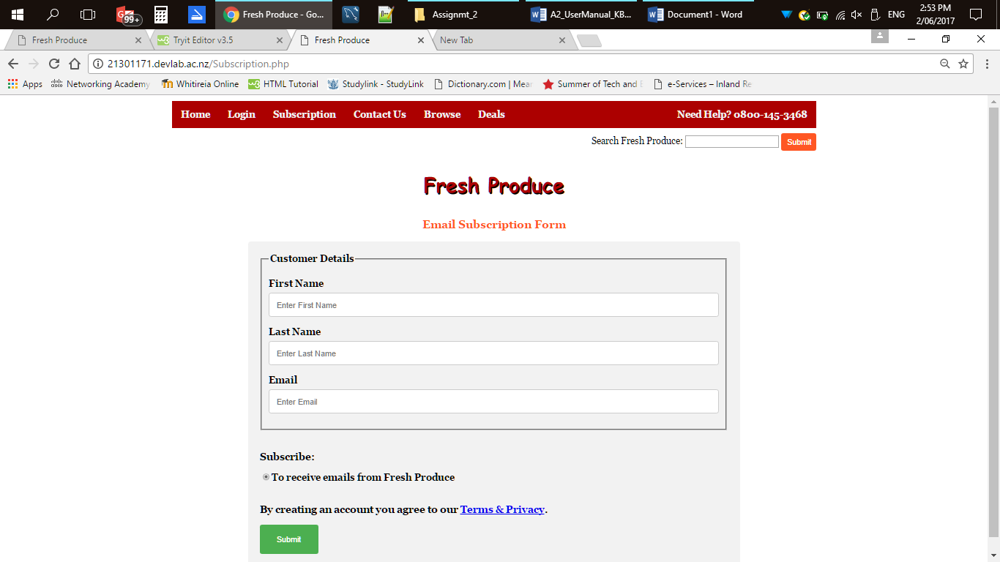 99+
Fresh Produce - Go...
Assignmt_2
A2_UserManual_KB...
Document1 - Word
ENG
2:53 PM
2/06/2017
Fresh Produce
Tryit Editor v3.5
Fresh Produce
New Tab
21301171.devlab.ac.nz/Subscription.php
Apps
Networking Academy
Whitireia Online
HTML Tutorial
Studylink - StudyLink
Dictionary.com | Mear
Summer of Tech and
e-Services – Inland Re
Home Login Subscription Contact Us Browse Deals Need Help? 0800-145-3468
Search Fresh Produce: Submit
Fresh Produce
Email Subscription Form
Customer Details
First Name
Enter First Name
Last Name
Enter Last Name
Email
Enter Email
Subscribe:
To receive emails from Fresh Produce
By creating an account you agree to our Terms & Privacy.
Submit